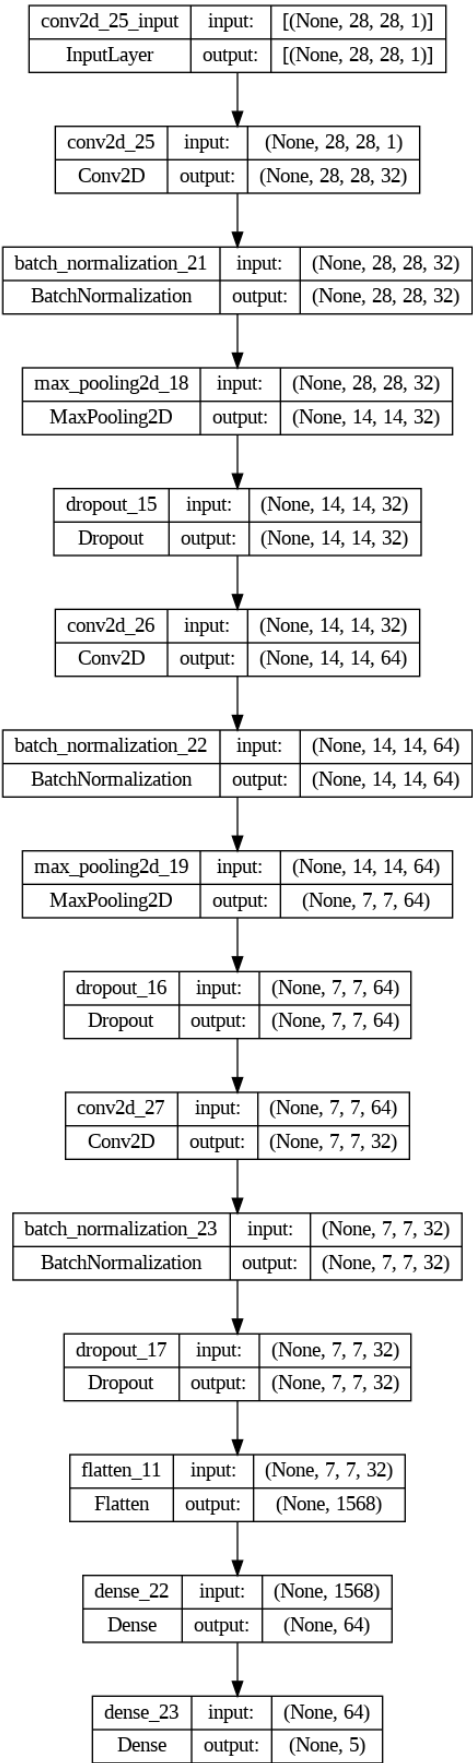 conv2d_25_input input: [(None, 28, 28, 1)]
InputLayer output: [(None, 28, 28, 1)]
conv2d_25 input: (None, 28, 28, 1)
Conv2D output: (None, 28, 28, 32)
batch_normalization_21 input: (None, 28, 28, 32)
BatchNormalization output: (None, 28, 28, 32)
max_pooling2d_18 input: (None, 28, 28, 32)
MaxPooling2D output: (None, 14, 14, 32)
dropout_15 input: (None, 14, 14, 32)
Dropout output: (None, 14, 14, 32)
conv2d_26 input: (None, 14, 14, 32)
Conv2D output: (None, 14, 14, 64)
batch_normalization_22 input: (None, 14, 14, 64)
BatchNormalization output: (None, 14, 14, 64)
max_pooling2d_19 input: (None, 14, 14, 64)
MaxPooling2D output: (None, 7, 7, 64)
dropout_16 input: (None, 7, 7, 64)
Dropout output: (None, 7, 7, 64)
conv2d_27 input: (None, 7, 7, 64)
Conv2D output: (None, 7, 7, 32)
batch_normalization_23 input: (None, 7, 7, 32)
BatchNormalization output: (None, 7, 7, 32)
dropout_17 input: (None, 7, 7, 32)
Dropout output: (None, 7, 7, 32)
flatten_11 input: (None, 7, 7, 32)
Flatten output: (None, 1568)
dense_22 input: (None, 1568)
Dense output: (None, 64)
dense_23 input: (None, 64)
Dense output: (None, 5)